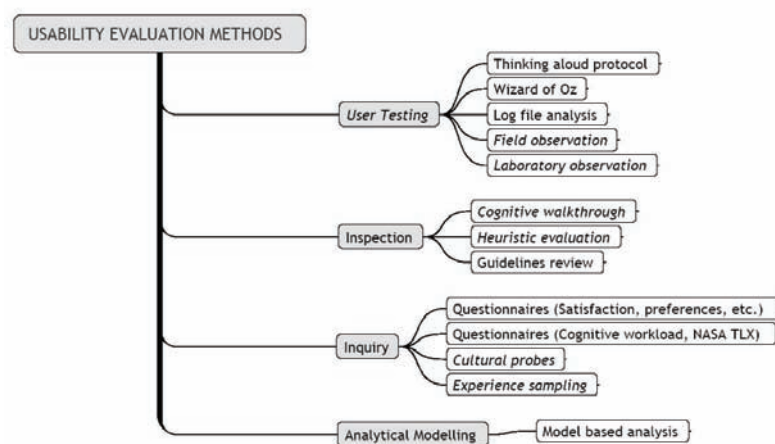 USABILITY EVALUATION METHODS
User Testing
Thinking aloud protocol
Wizard of Oz
Log file analysis
Field observation
Laboratory observation
Inspection
Cognitive walkthrough
Heuristic evaluation
Guidelines review
Inquiry
Questionnaires (Satisfaction, preferences, etc.)
Questionnaires (Cognitive workload, NASA TLX)
Cultural probes
Experience sampling
Analytical Modelling
Model based analysis